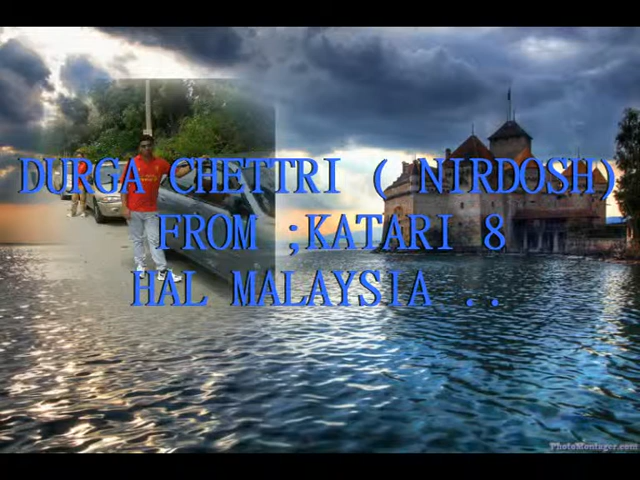 DURGA CHETTRI ( NIRDOSH)
FROM ;KATARI 8
HAL MALAYSIA ..
PhotoMontager.com